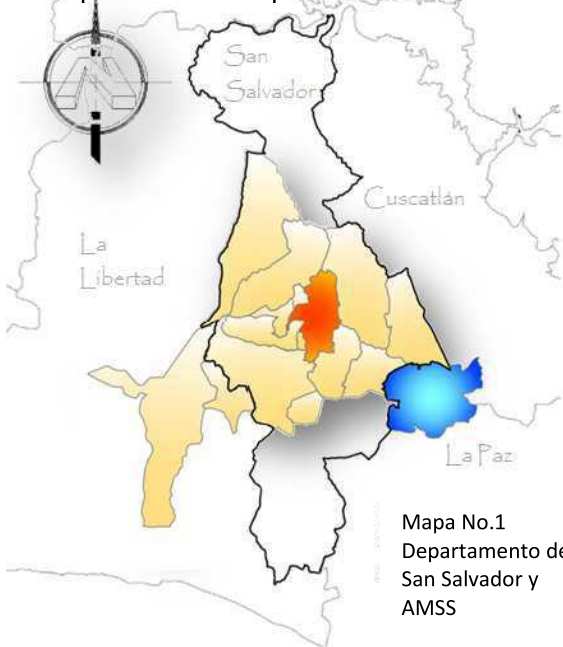 San
Salvador
Cuscatlán
La
Libertad
La Paz
Mapa No.1
Departamento de
San Salvador y
AMSS